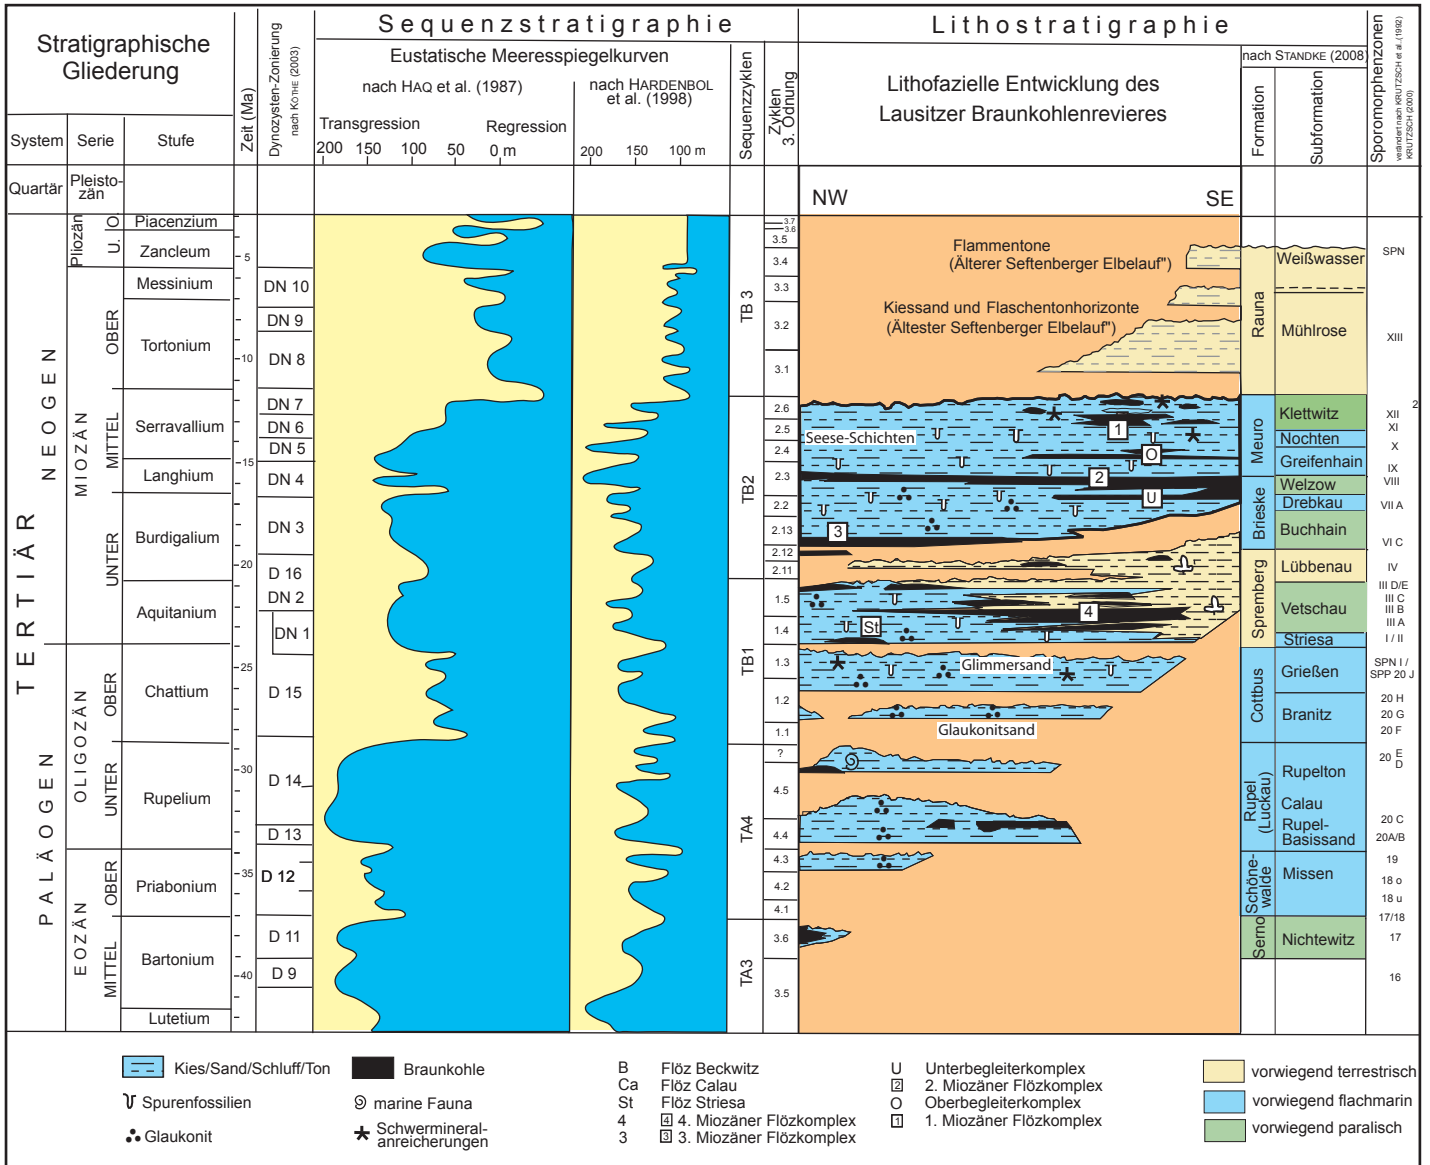 Stratigraphische
Gliederung
System
Serie
Stufe
Zeit (Ma)
Dynozysten-Zonierung
nach KÖTHE (2003)
Sequenzstratigraphie
Eustatische Meeresspiegelkurven
nach HAQ et al. (1987)
nach HARDENBOL
et al. (1998)
Transgression
Regression
200 150 100 50 0 m
200 150 100 m
Sequenzzyklen
Zyklen
3. Odnung
Lithostratigraphie
Lithofazielle Entwicklung des
Lausitzer Braunkohlenrevieres
nach STANDKE (2008)
Formation
Subformation
Sporomorphenzonen
verändert nach KRUTZSCH et al. (1992)
KRUTZSCH (2000)
NW
SE
Quartär
Pleisto-
zän
TERTIÄR
NEOGEN
PALÄOGEN
Pliozän
U.
O
MIOZÄN
OBER
MITTEL
UNTER
OLIGOZÄN
OBER
UNTER
EOZÄN
OBER
MITTEL
Piacenzium
Zancleum
Messinium
Tortonium
Serravallium
Langhium
Burdigalium
Aquitanium
Chattium
Rupelium
Priabonium
Bartonium
Lutetium
5
10
15
20
25
30
35
40
DN 10
DN 9
DN 8
DN 7
DN 6
DN 5
DN 4
DN 3
D 16
DN 2
DN 1
D 15
D 14
D 13
D 12
D 11
D 9
TB 3
TB2
TB1
TA4
TA3
3.7
3.6
3.5
3.4
3.3
3.2
3.1
2.6
2.5
2.4
2.3
2.2
2.13
2.12
2.11
1.5
1.4
1.3
1.2
1.1
?
4.5
4.4
4.3
4.2
4.1
3.6
3.5
Flammentone
(Älterer Seftenberger Elbelauf")
Kiessand und Flaschentonhorizonte
(Ältester Seftenberger Elbelauf")
Seese-Schichten
1
O
2
U
3
4
St
Glimmersand
Glaukonitsand
Rauna
Meuro
Brieske
Spremberg
Cottbus
Rupel
(Luckau)
Schöne-
walde
Serno
Weißwasser
Mühlrose
Klettwitz
Nochten
Greifenhain
Welzow
Drebkau
Buchhain
Lübbenau
Vetschau
Striesa
Grießen
Branitz
Rupelton
Calau
Rupel-
Basissand
Missen
Nichtewitz
SPN
XIII
2
XII
XI
X
IX
VIII
VII A
VI C
IV
III D/E
III C
III B
III A
I / II
SPN I /
SPP 20 J
20 H
20 G
20 F
20 E
D
20 C
20A/B
19
18 o
18 u
17/18
17
16
Kies/Sand/Schluff/Ton
Spurenfossilien
Glaukonit
Braunkohle
marine Fauna
Schwermineral-
anreicherungen
B Flöz Beckwitz
Ca Flöz Calau
St Flöz Striesa
4 4 4. Miozäner Flözkomplex
3 3 3. Miozäner Flözkomplex
U Unterbegleiterkomplex
2 2. Miozäner Flözkomplex
O Oberbegleiterkomplex
1 1. Miozäner Flözkomplex
vorwiegend terrestrisch
vorwiegend flachmarin
vorwiegend paralisch